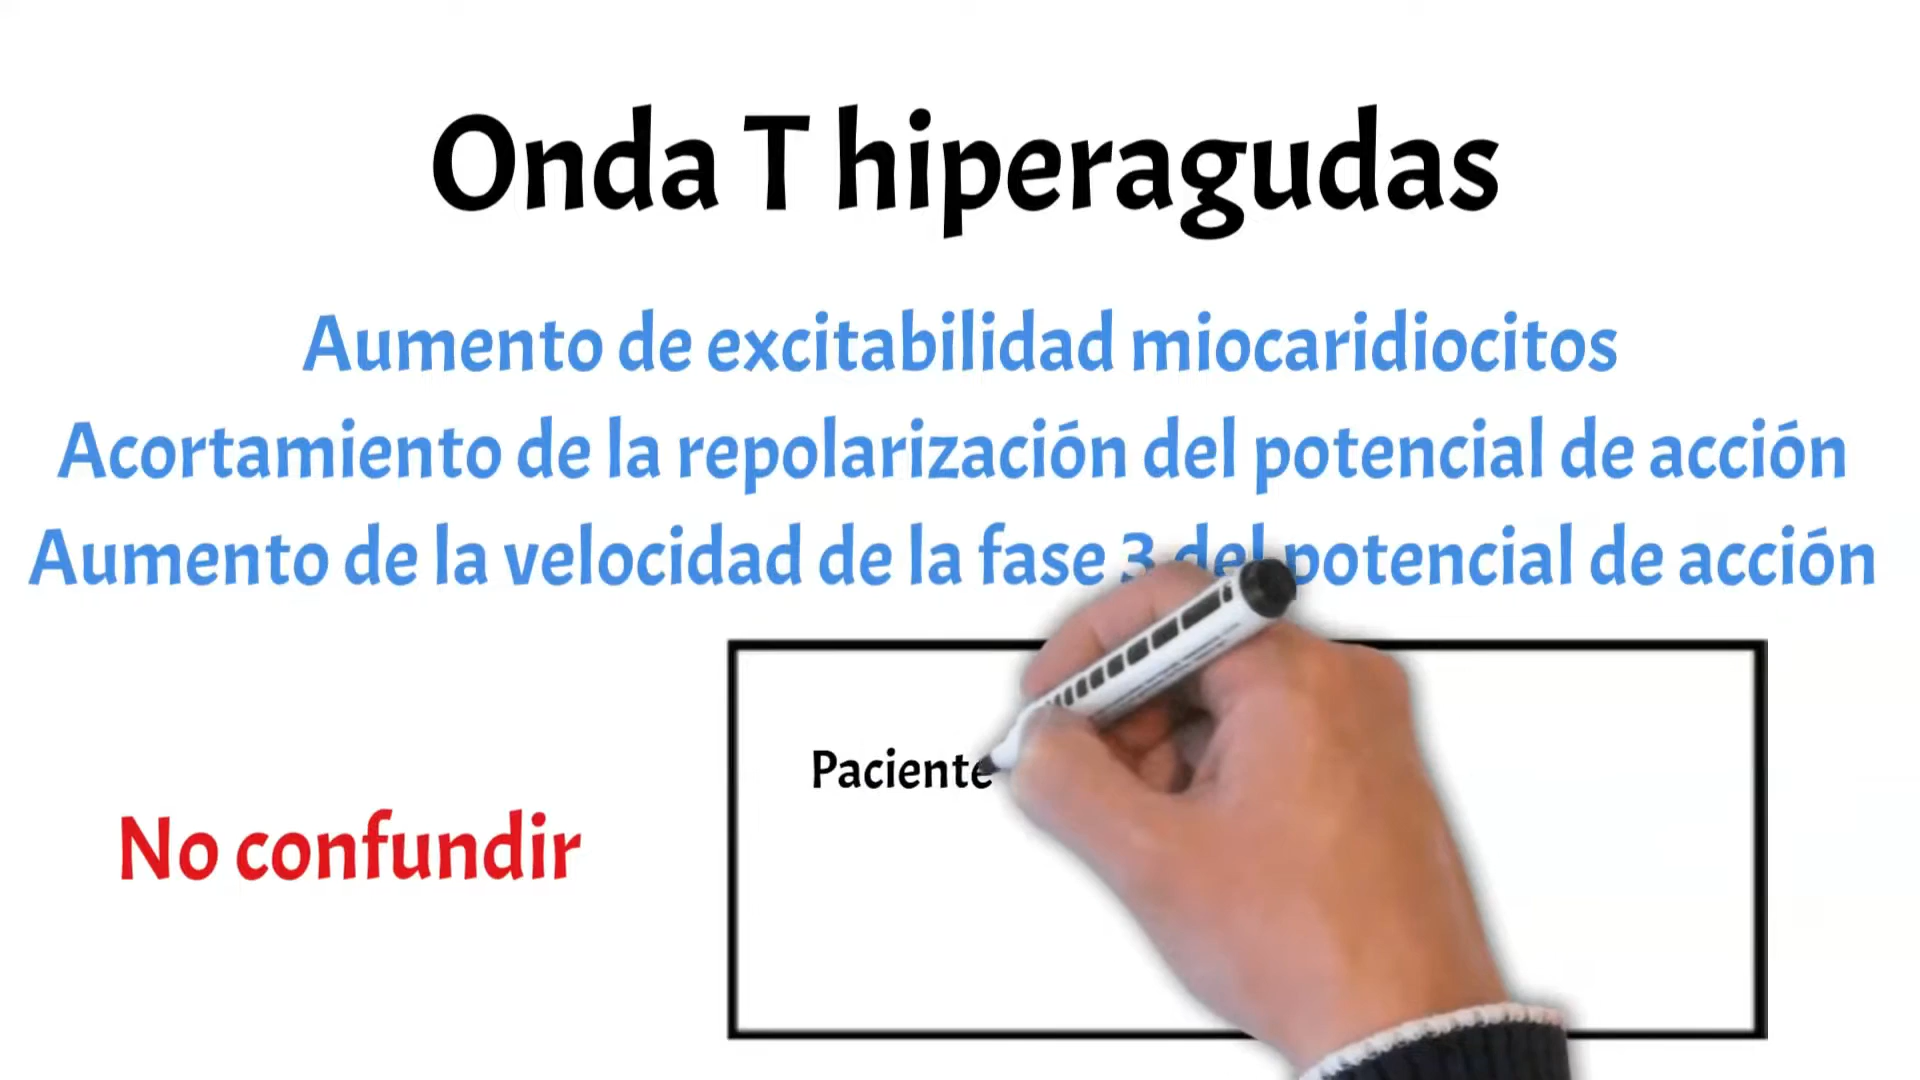 Onda T hiperagudas
Aumento de excitabilidad miocaridiocitos
Acortamiento de la repolarización del potencial de acción
Aumento de la velocidad de la fase 3 del potencial de acción
Paciente
No confundir